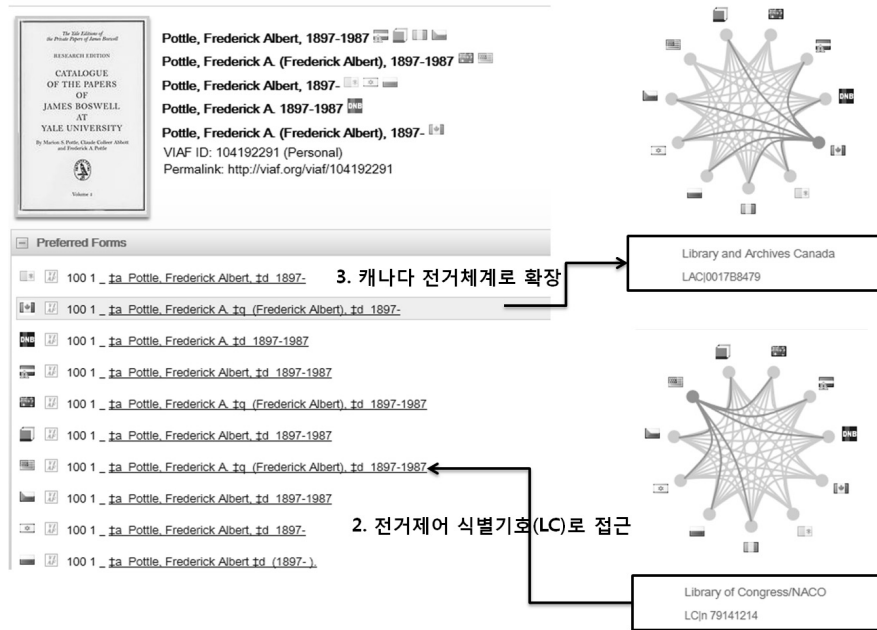 The Yale Editions of
the Private Papers of James Boswell
RESEARCH EDITION
CATALOGUE
OF THE PAPERS
OF
JAMES BOSWELL
AT
YALE UNIVERSITY
By Marion S. Pottle, Claude Colleer Abbott
and Frederick A. Pottle
Volume 1
Pottle, Frederick Albert, 1897-1987
Pottle, Frederick A. (Frederick Albert), 1897-1987
Pottle, Frederick Albert, 1897-
Pottle, Frederick A. 1897-1987
DNB
Pottle, Frederick A. (Frederick Albert), 1897-
VIAF ID: 104192291 (Personal)
Permalink: http://viaf.org/viaf/104192291
Preferred Forms
100 1 _ ‡a Pottle, Frederick Albert, ‡d 1897-
100 1 _ ‡a Pottle, Frederick A. ‡q (Frederick Albert), ‡d 1897-
DNB 100 1 _ ‡a Pottle, Frederick A. ‡d 1897-1987
100 1 _ ‡a Pottle, Frederick Albert, ‡d 1897-1987
100 1 _ ‡a Pottle, Frederick A. ‡q (Frederick Albert), ‡d 1897-1987
100 1 _ ‡a Pottle, Frederick Albert, ‡d 1897-1987
100 1 _ ‡a Pottle, Frederick A. ‡q (Frederick Albert), ‡d 1897-1987
100 1 _ ‡a Pottle, Frederick Albert, ‡d 1897-1987
100 1 _ ‡a Pottle, Frederick Albert, ‡d 1897-
100 1 _ ‡a Pottle, Frederick Albert ‡d (1897- ).
3. 캐나다 전거체계로 확장
2. 전거제어 식별기호(LC)로 접근
DNB
Library and Archives Canada
LAC|0017B8479
DNB
Library of Congress/NACO
LC|n 79141214